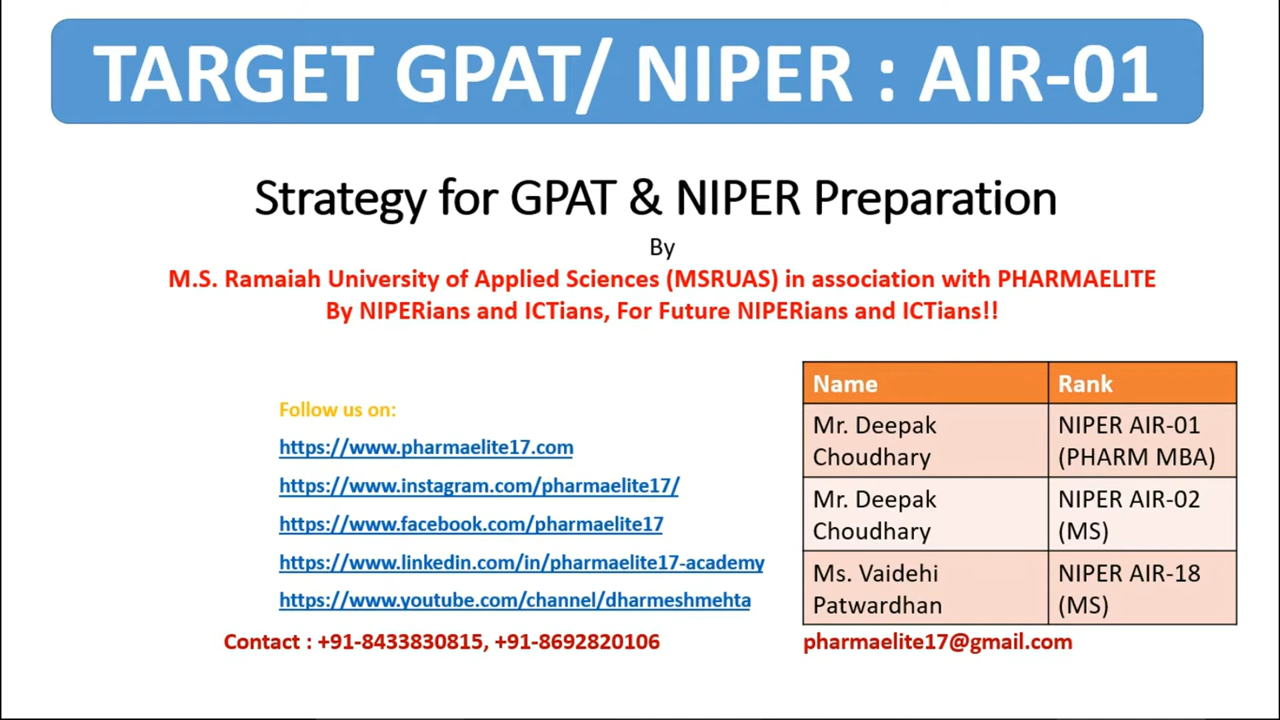 TARGET GPAT/ NIPER : AIR-01
Strategy for GPAT & NIPER Preparation
By
M.S. Ramaiah University of Applied Sciences (MSRUAS) in association with PHARMAELITE
By NIPERians and ICTians, For Future NIPERians and ICTians!!
Follow us on:
https://www.pharmaelite17.com
https://www.instagram.com/pharmaelite17/
https://www.facebook.com/pharmaelite17
https://www.linkedin.com/in/pharmaelite17-academy
https://www.youtube.com/channel/dharmeshmehta
Contact : +91-8433830815, +91-8692820106
Name Rank
Mr. Deepak NIPER AIR-01
Choudhary (PHARM MBA)
Mr. Deepak NIPER AIR-02
Choudhary (MS)
Ms. Vaidehi NIPER AIR-18
Patwardhan (MS)
pharmaelite17@gmail.com